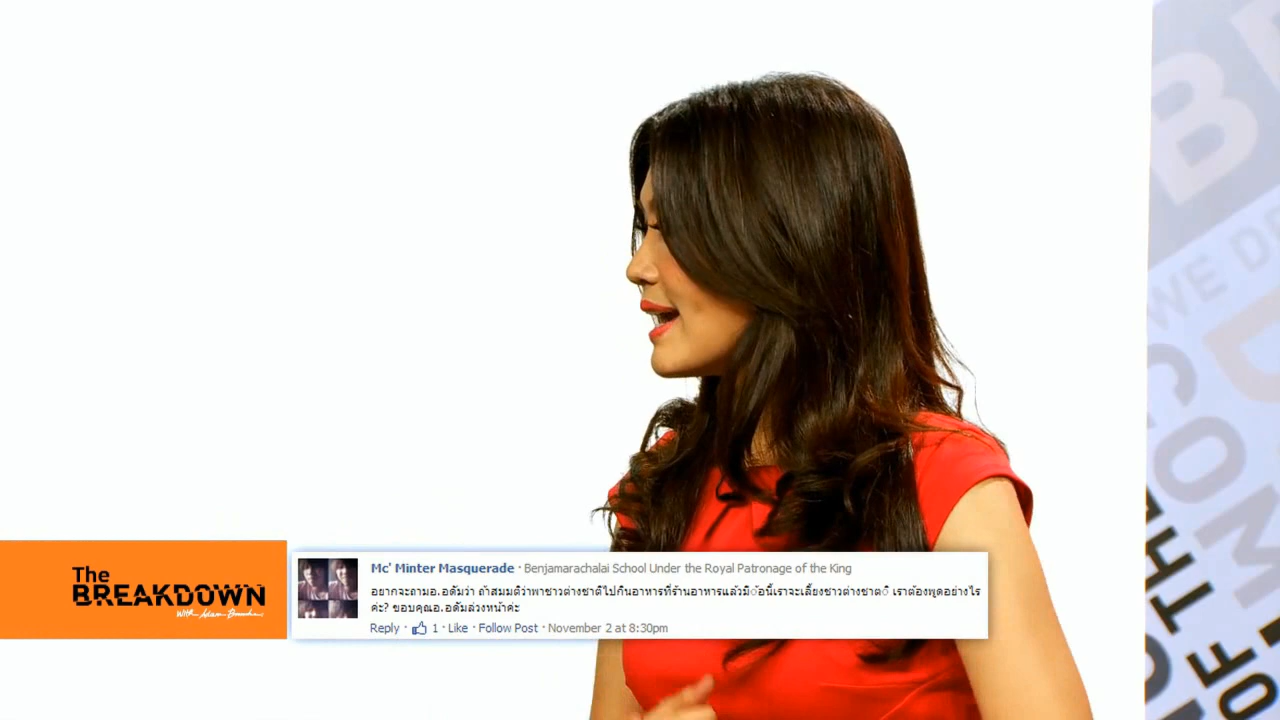 The
BREAKDOWN
With Adam Bradshaw
Mc' Minter Masquerade · Benjamarachalai School Under the Royal Patronage of the King
อยากจะถามอ.อดัมว่า ถ้าสมมติว่าพาชาวต่างชาติไปกินอาหารที่ร้านอาหารแล้วมื้อนี้เราจะเลี้ยงชาวต่างชาติ เราต้องพูดอย่างไร
ค่ะ? ขอบคุณอ.อดัมล่วงหน้าค่ะ
Reply · 1 · Like · Follow Post · November 2 at 8:30pm
WE
OF THE